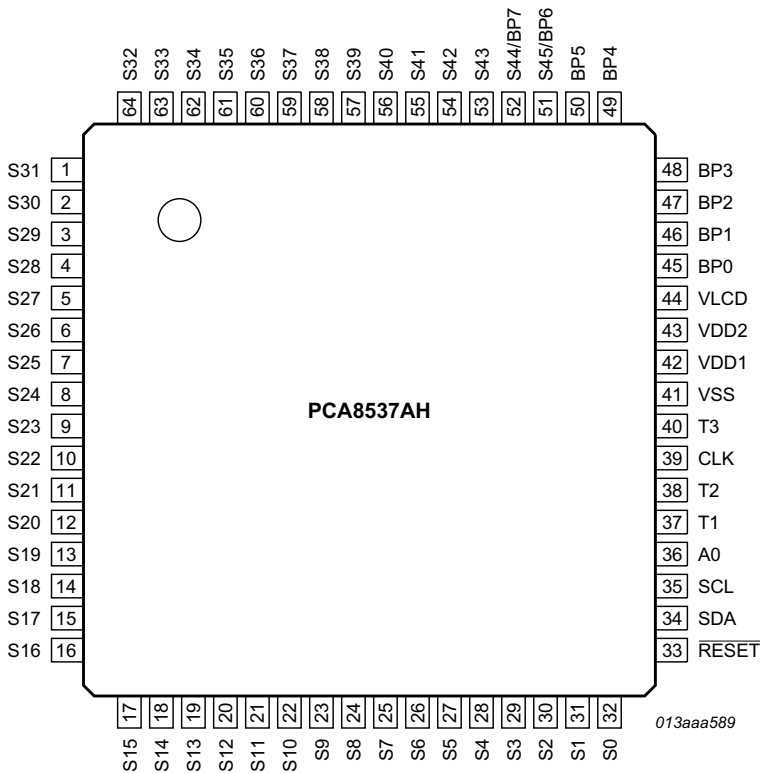 S32 S33 S34 S35 S36 S37 S38 S39 S40 S41 S42 S43 S44/BP7 S45/BP6 BP5 BP4
64 63 62 61 60 59 58 57 56 55 54 53 52 51 50 49
S31 1 48 BP3
S30 2 47 BP2
S29 3 46 BP1
S28 4 45 BP0
S27 5 44 VLCD
S26 6 43 VDD2
S25 7 42 VDD1
S24 8 41 VSS
PCA8537AH
S23 9 40 T3
S22 10 39 CLK
S21 11 38 T2
S20 12 37 T1
S19 13 36 A0
S18 14 35 SCL
S17 15 34 SDA
S16 16 33 RESET
17 18 19 20 21 22 23 24 25 26 27 28 29 30 31 32
S15 S14 S13 S12 S11 S10 S9 S8 S7 S6 S5 S4 S3 S2 S1 S0
013aaa589